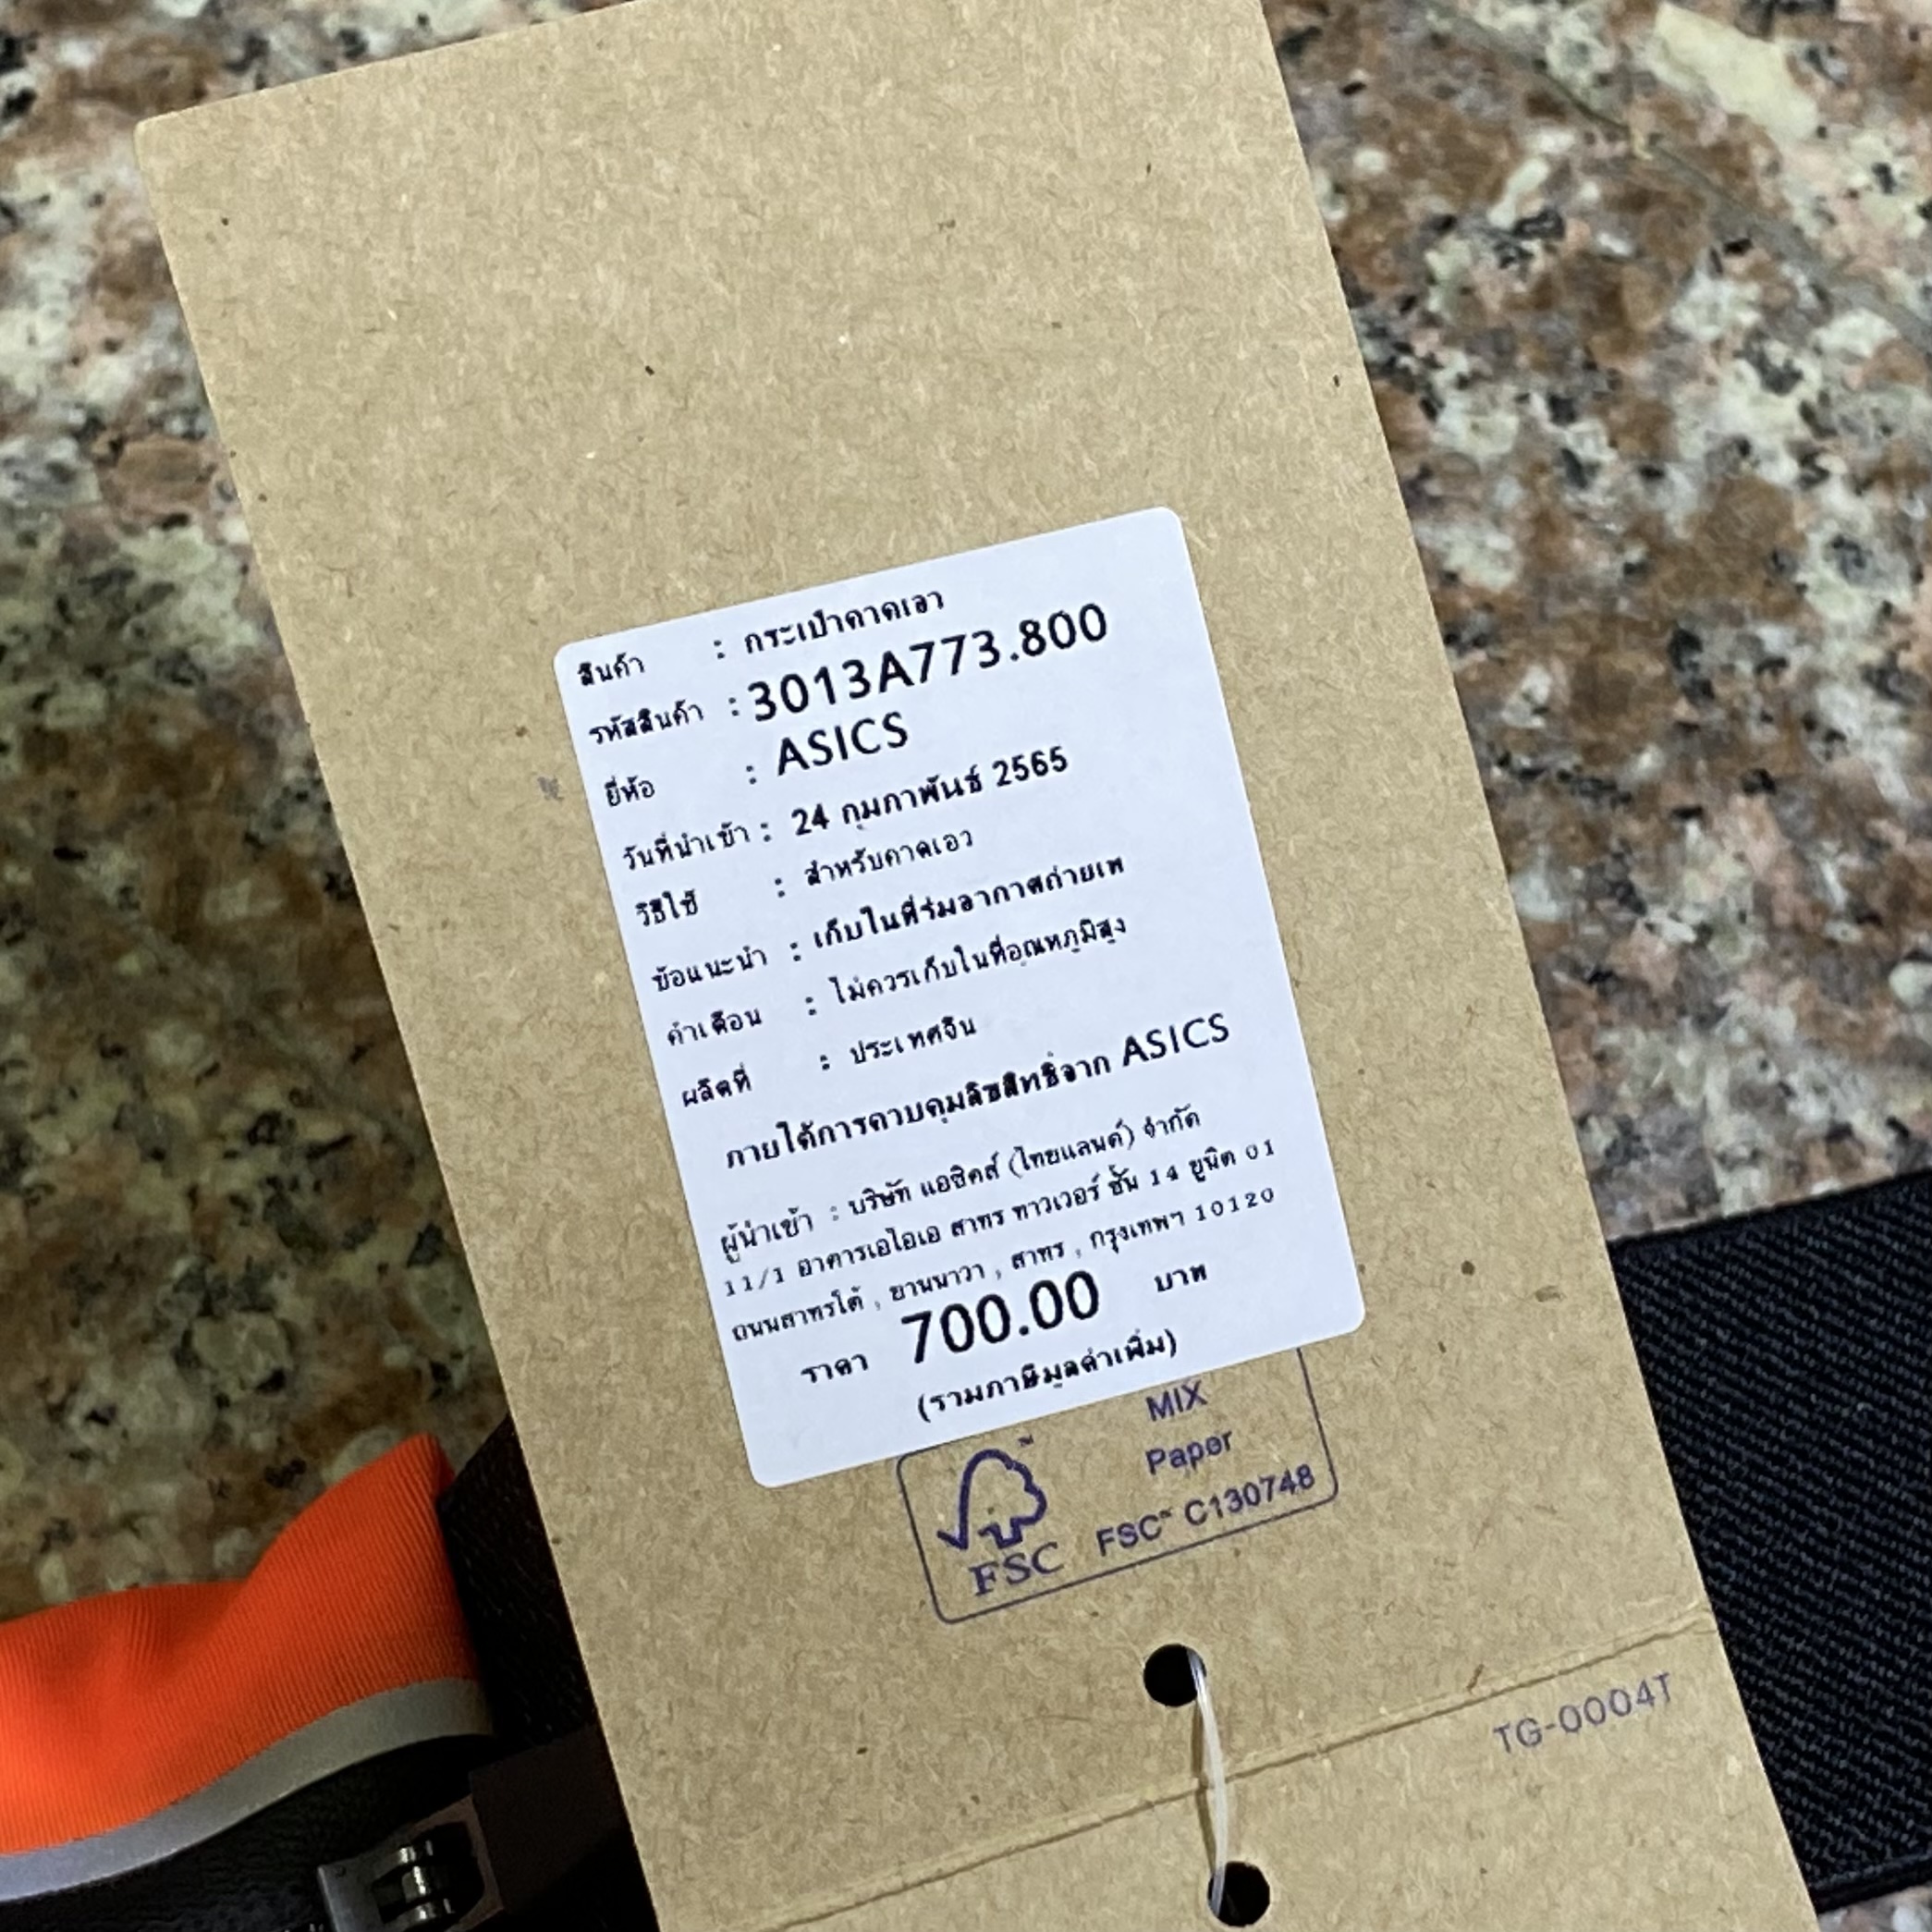 สินค้า : กระเป๋าคาดเอว
รหัสสินค้า : 3013A773.800
ยี่ห้อ : ASICS
วันที่นำเข้า : 24 กุมภาพันธ์ 2565
วิธีใช้ : สำหรับคาดเอว
ข้อแนะนำ : เก็บในที่ร่มอากาศถ่ายเท
คำเตือน : ไม่ควรเก็บในที่อุณหภูมิสูง
ผลิตที่ : ประเทศจีน
ภายใต้การควบคุมลิขสิทธิ์จาก ASICS
ผู้นำเข้า : บริษัท แอซิคส์ (ไทยแลนด์) จำกัด
11/1 อาคารเอไอเอ สาทร ทาวเวอร์ ชั้น 14 ยูนิต 01
ถนนสาทรใต้ , ยานนาวา , สาทร , กรุงเทพฯ 10120
ราคา 700.00 บาท
(รวมภาษีมูลค่าเพิ่ม)
MIX
Paper
FSC™ C130748
FSC
TG-0004T